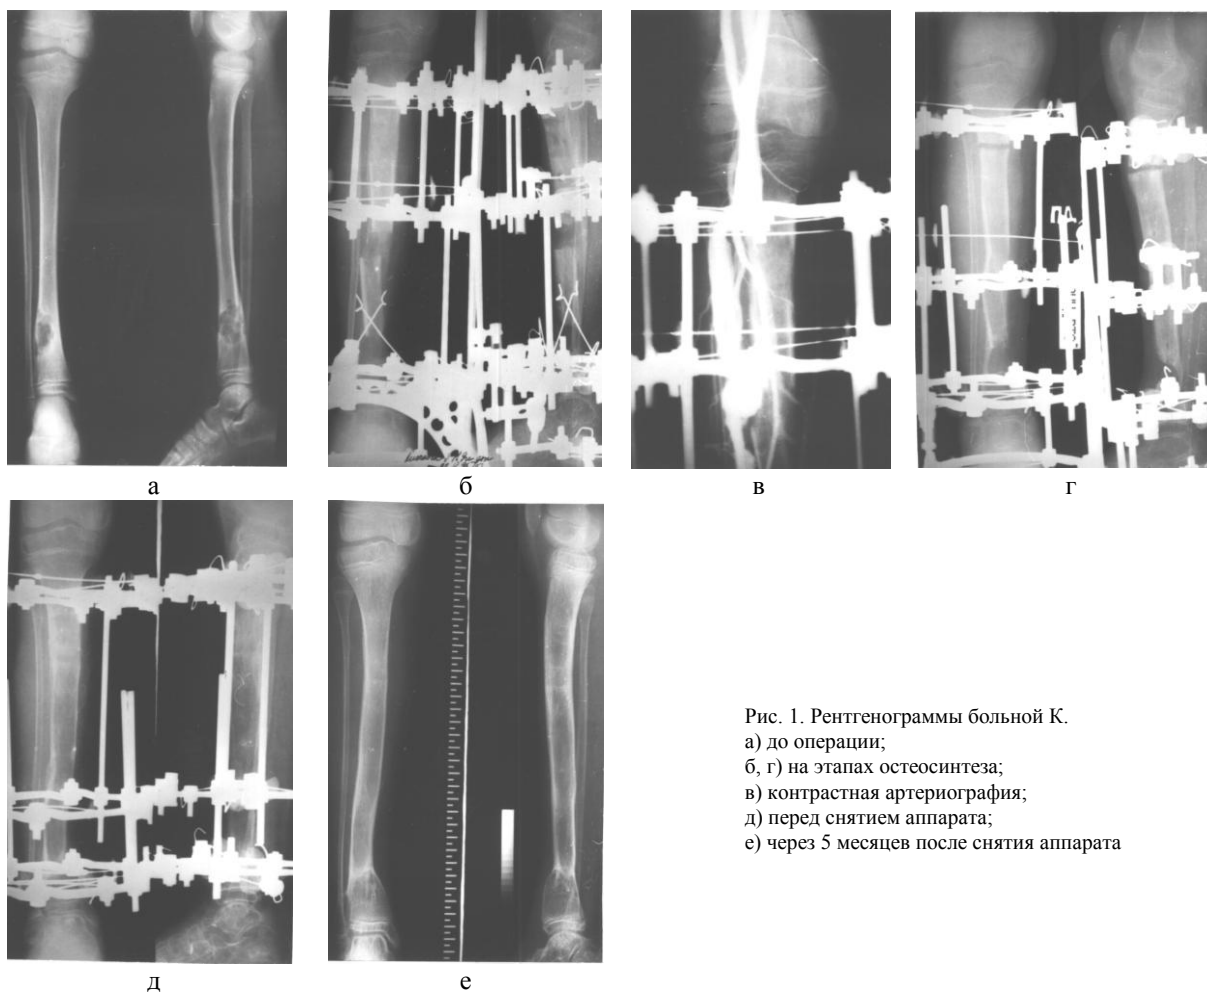 а
б
в
г
д
е
Рис. 1. Рентгенограммы больной К.
а) до операции;
б, г) на этапах остеосинтеза;
в) контрастная артериография;
д) перед снятием аппарата;
е) через 5 месяцев после снятия аппарата